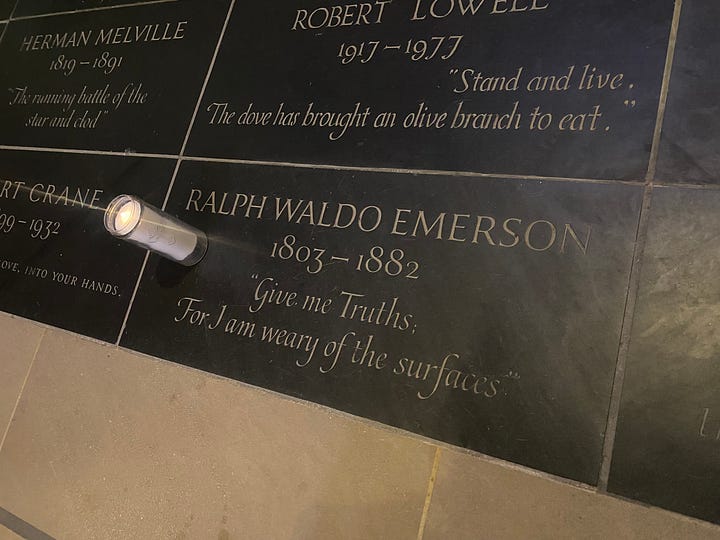 HERMAN MELVILLE
1819–1891
"The running battle of the
star and clod"
ROBERT LOWELL
1917–1977
"Stand and live.
The dove has brought an olive branch to eat."
RT CRANE
99–1932
OVE, INTO YOUR HANDS.
RALPH WALDO EMERSON
1803–1882
"Give me Truths;
For I am weary of the surfaces"